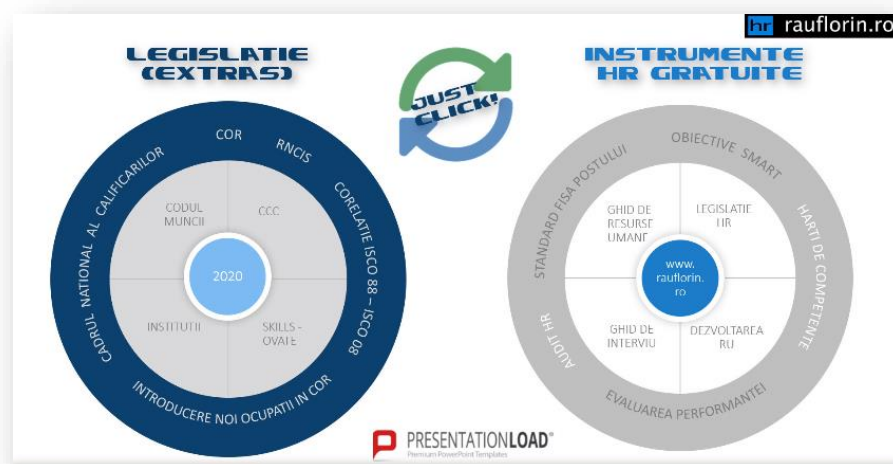 hr rauflorin.ro
LEGISLATIE
(EXTRAS)
JUST
CLICK!
INSTRUMENTE
HR GRATUITE
CADRUL NATIONAL AL CALIFICARILOR
COR
RNCIS
CORELATIE ISCO 88 – ISCO 08
INTRODUCERE NOI OCUPATII IN COR
CODUL
MUNCII
CCC
2020
INSTITUTII
SKILLS -
OVATE
STANDARD FISA POSTULUI
OBIECTIVE SMART
HARTI DE COMPETENTE
EVALUAREA PERFORMANTEI
AUDIT HR
GHID DE
RESURSE
UMANE
LEGISLATIE
HR
www.
rauflorin.
ro
GHID DE
INTERVIU
DEZVOLTAREA
RU
PRESENTATIONLOAD®
Premium PowerPoint Templates